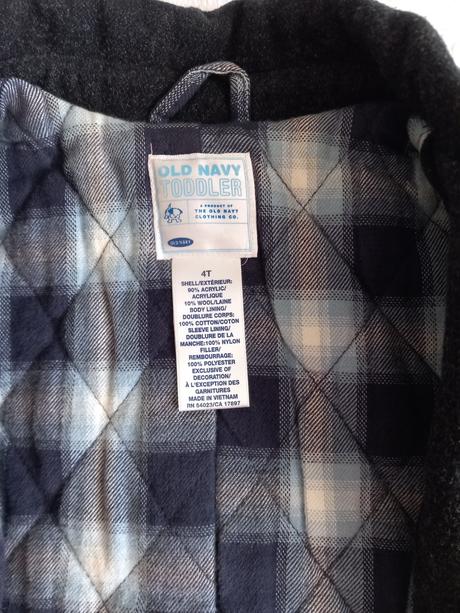 OLD NAVY
TODDLER
A PRODUCT OF
THE OLD NAVY
CLOTHING CO.
OLD NAVY
4T
SHELL/EXTÉRIEUR:
90% ACRYLIC/
ACRYLIQUE
10% WOOL/LAINE
BODY LINING/
DOUBLURE CORPS:
100% COTTON/COTON
SLEEVE LINING/
DOUBLURE DE LA
MANCHE:100% NYLON
FILLER/
REMBOURRAGE:
100% POLYESTER
EXCLUSIVE OF
DECORATION/
À L'EXCEPTION DES
GARNITURES
MADE IN VIETNAM
RN 54023/CA 17897